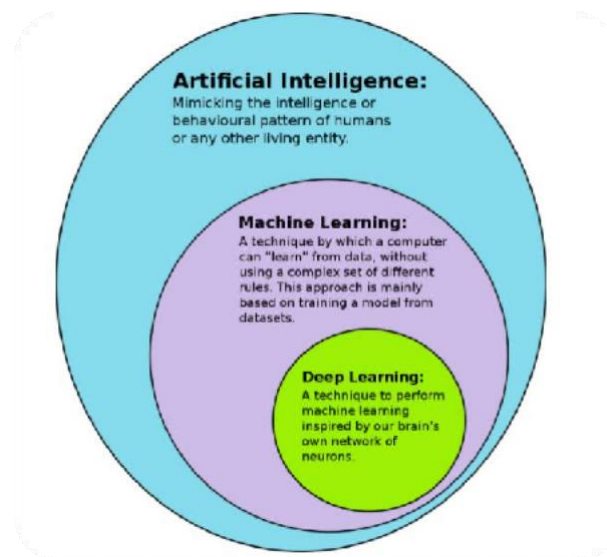 Artificial Intelligence:
Mimicking the intelligence or
behavioural pattern of humans
or any other living entity.
Machine Learning:
A technique by which a computer
can "learn" from data, without
using a complex set of different
rules. This approach is mainly
based on training a model from
datasets.
Deep Learning:
A technique to perform
machine learning
inspired by our brain's
own network of
neurons.